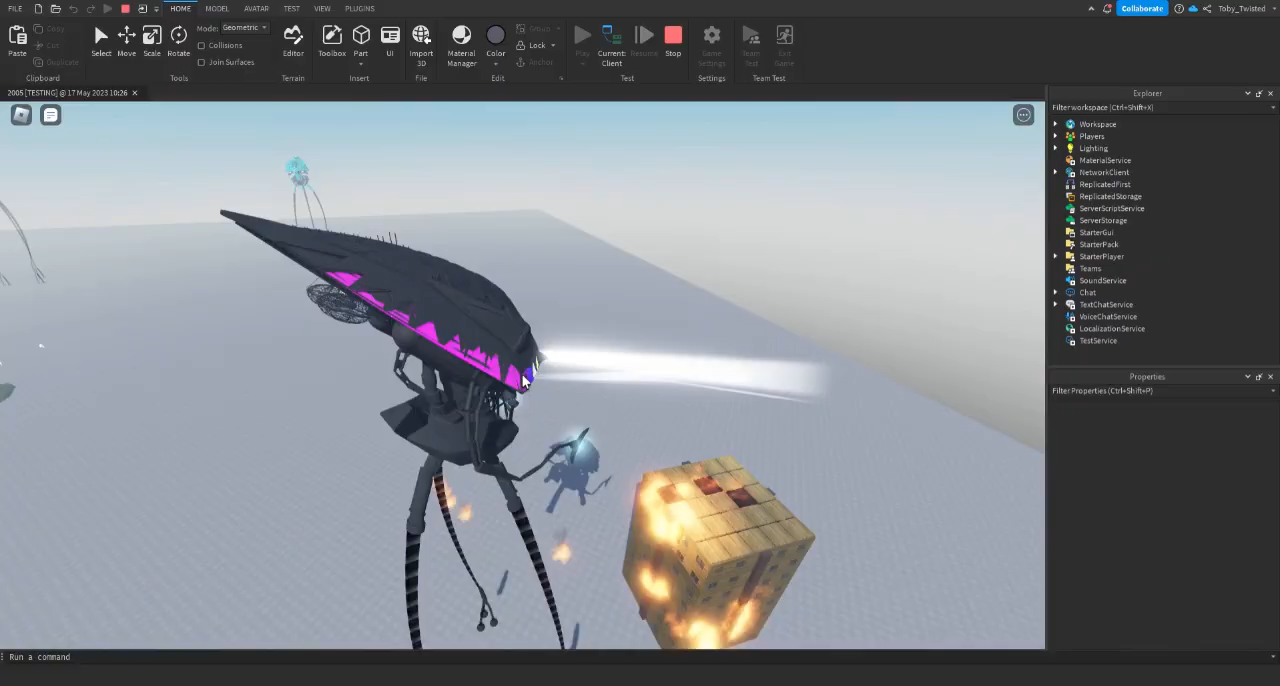 FILE HOME MODEL AVATAR TEST VIEW PLUGINS Collaborate Toby_Twisted
Paste Copy Cut Duplicate Select Move Scale Rotate Mode: Geometric Collisions Join Surfaces Editor Toolbox Part UI Import 3D Material Manager Color Group Lock Anchor Play Current Client Resume Stop Game Settings Team Test Exit Game
Clipboard Tools Terrain Insert File Edit Test Settings Team Test
2005 [TESTING] @ 17 May 2023 10:26
Explorer
Filter workspace (Ctrl+Shift+X)
Workspace
Players
Lighting
MaterialService
NetworkClient
ReplicatedFirst
ReplicatedStorage
ServerScriptService
ServerStorage
StarterGui
StarterPack
StarterPlayer
Teams
SoundService
Chat
TextChatService
VoiceChatService
LocalizationService
TestService
Properties
Filter Properties (Ctrl+Shift+P)
Run a command